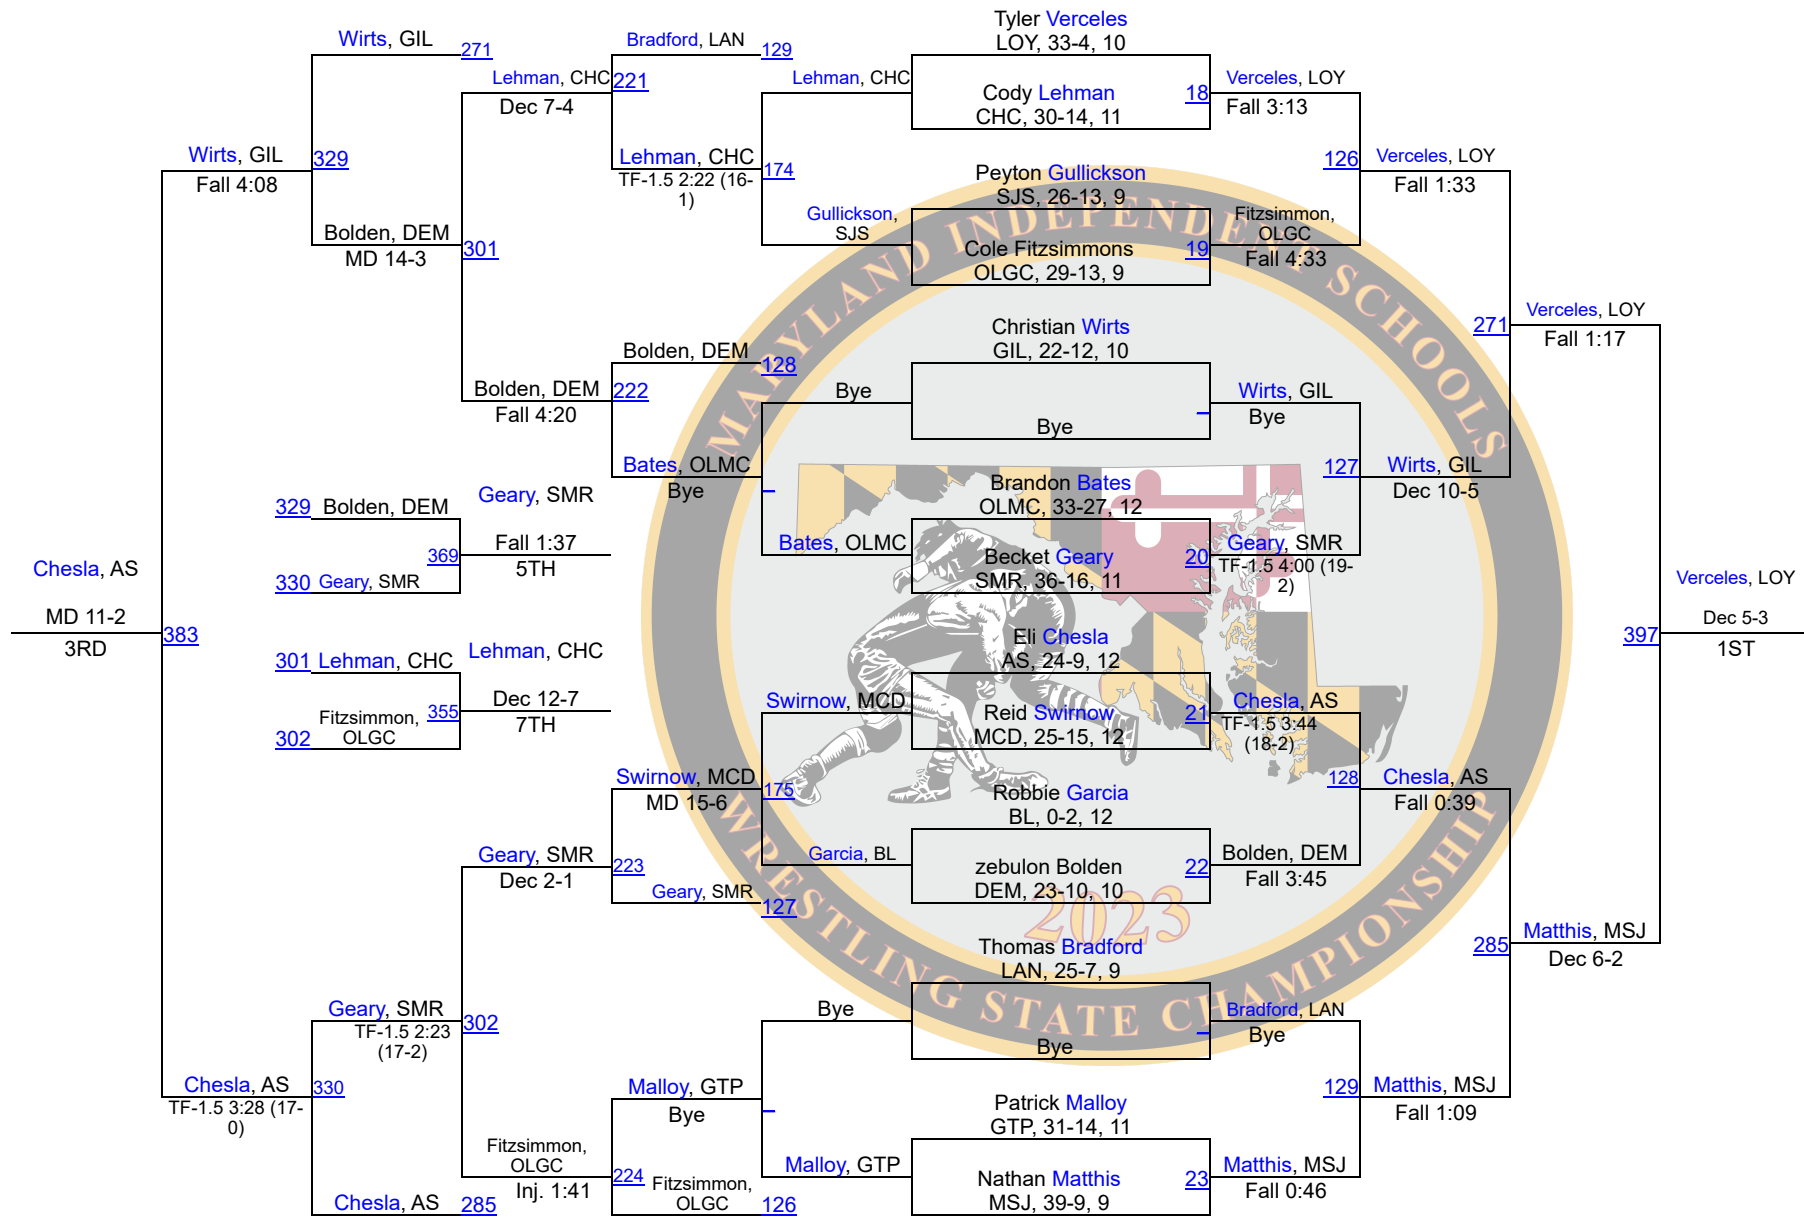 Tyler Verceles
LOY, 33-4, 10
Cody Lehman
CHC, 30-14, 11
18
Peyton Gullickson
SJS, 26-13, 9
Cole Fitzsimmons
OLGC, 29-13, 9
19
Christian Wirts
GIL, 22-12, 10
Bye
Brandon Bates
OLMC, 33-27, 12
Becket Geary
SMR, 36-16, 11
20
Eli Chesla
AS, 24-9, 12
Reid Swirnow
MCD, 25-15, 12
21
Robbie Garcia
BL, 0-2, 12
zebulon Bolden
DEM, 23-10, 10
22
Thomas Bradford
LAN, 25-7, 9
Bye
Patrick Malloy
GTP, 31-14, 11
Nathan Matthis
MSJ, 39-9, 9
23
Verceles, LOY
Fall 3:13
126
Fitzsimmon,
OLGC
Fall 4:33
Wirts, GIL
Bye
127
Geary, SMR
TF-1.5 4:00 (19-
2)
Chesla, AS
TF-1.5 3:44
(18-2)
128
Bolden, DEM
Fall 3:45
Bradford, LAN
Bye
129
Matthis, MSJ
Fall 0:46
Verceles, LOY
Fall 1:33
271
Wirts, GIL
Dec 10-5
Chesla, AS
Fall 0:39
285
Matthis, MSJ
Fall 1:09
Verceles, LOY
Fall 1:17
397
Matthis, MSJ
Dec 6-2
Verceles, LOY
Dec 5-3
1ST
Lehman, CHC
174
Gullickson,
SJS
Bye
Bates, OLMC
Swirnow, MCD
175
Garcia, BL
Bye
Malloy, GTP
Bradford, LAN
129
221
Lehman, CHC
TF-1.5 2:22 (16-
1)
Bolden, DEM
128
222
Bates, OLMC
Bye
Swirnow, MCD
MD 15-6
223
Geary, SMR
127
Malloy, GTP
Bye
224
Fitzsimmon,
OLGC
126
Lehman, CHC
Dec 7-4
301
Bolden, DEM
Fall 4:20
Geary, SMR
Dec 2-1
302
Fitzsimmon,
OLGC
Inj. 1:41
Wirts, GIL
271
329
Bolden, DEM
MD 14-3
Geary, SMR
TF-1.5 2:23
(17-2)
330
Chesla, AS
285
Wirts, GIL
Fall 4:08
383
Chesla, AS
TF-1.5 3:28 (17-
0)
Chesla, AS
MD 11-2
3RD
329 Bolden, DEM
369
330 Geary, SMR
Geary, SMR
Fall 1:37
5TH
301 Lehman, CHC
355
302 Fitzsimmon,
OLGC
Lehman, CHC
Dec 12-7
7TH
MARYLAND INDEPENDENT SCHOOLS
2023
WRESTLING STATE CHAMPIONSHIP